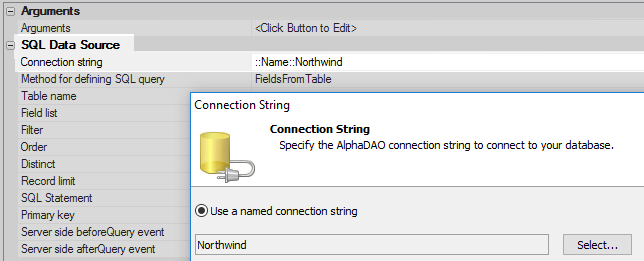 Arguments
Arguments <Click Button to Edit>
SQL Data Source
Connection string ::Name::Northwind
Method for defining SQL query FieldsFromTable
Table name
Field list
Filter
Order
Distinct
Record limit
SQL Statement
Primary key
Server side beforeQuery event
Server side afterQuery event
Connection String
Connection String
Specify the AlphaDAO connection string to connect to your database.
Use a named connection string
Northwind Select...